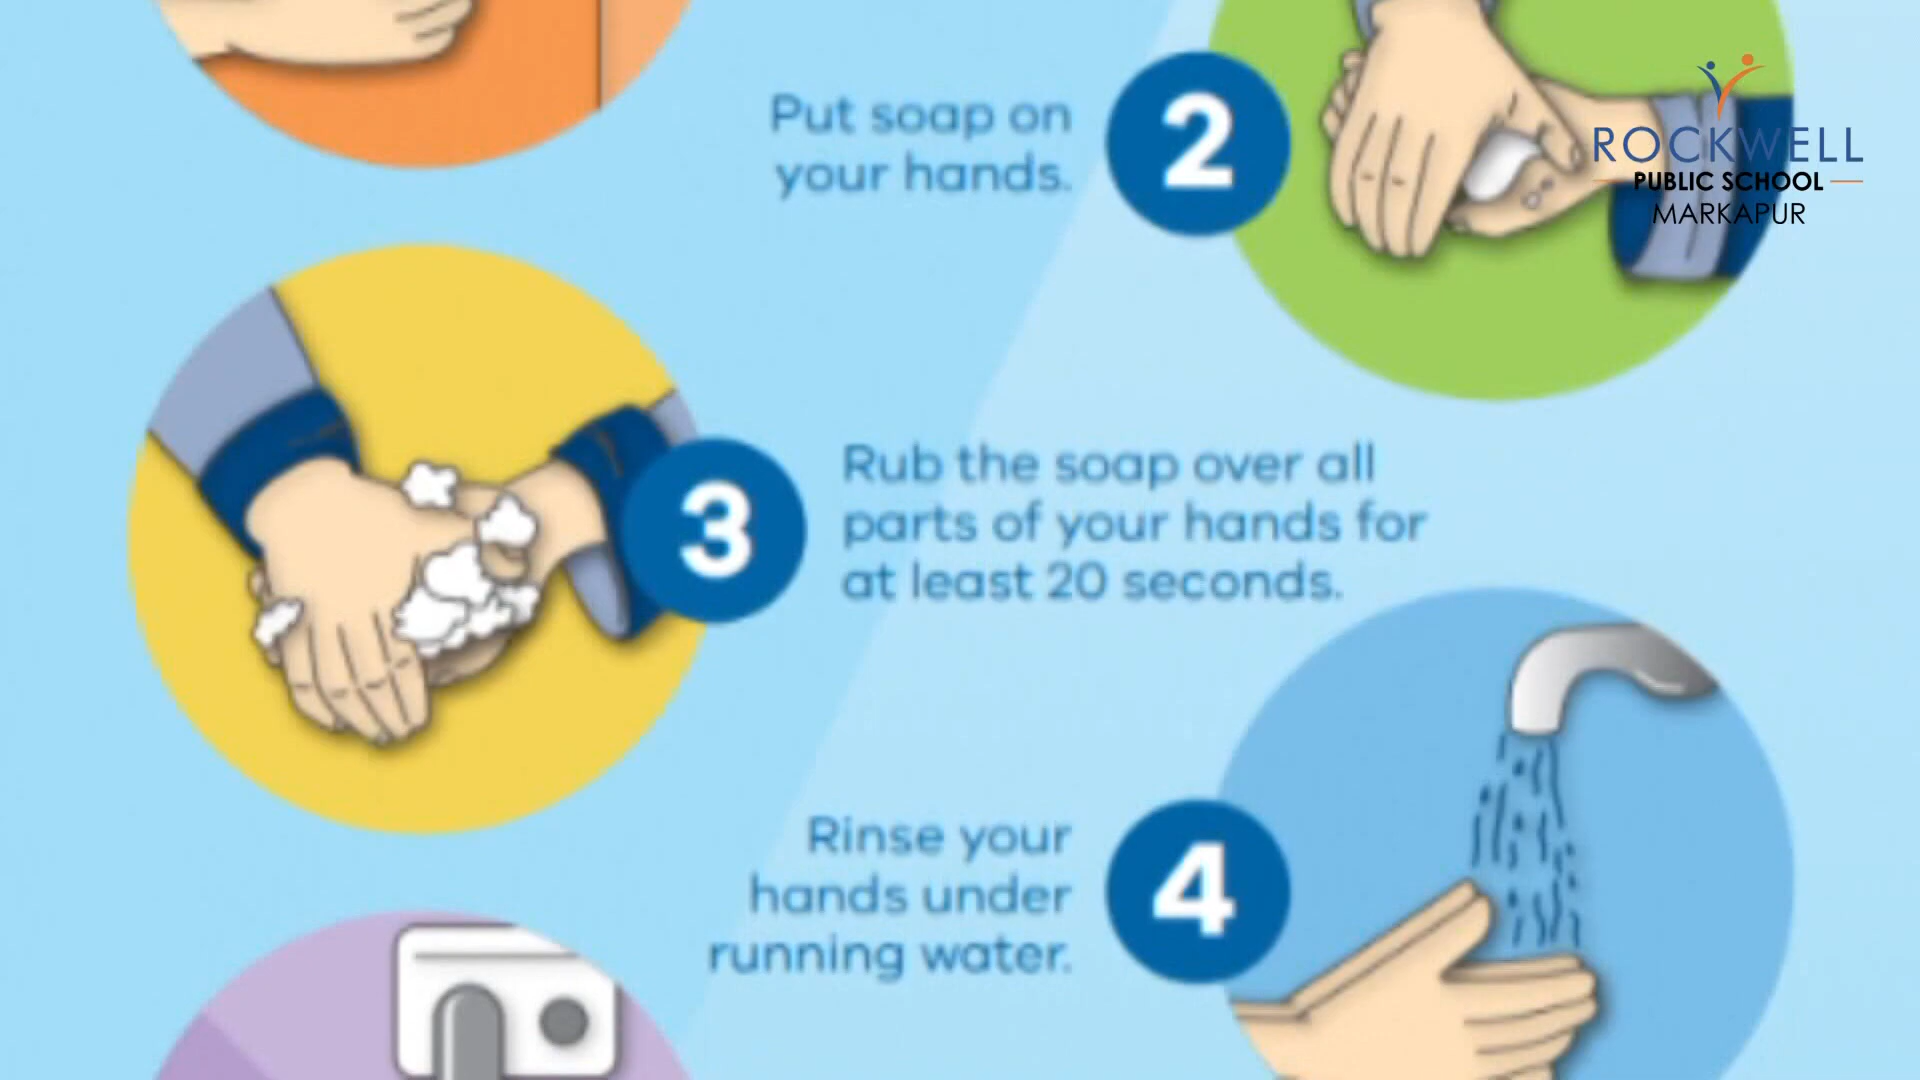 ROCKWELL
PUBLIC SCHOOL
MARKAPUR
Put soap on
your hands.
2
3
Rub the soap over all
parts of your hands for
at least 20 seconds.
Rinse your
hands under
running water.
4